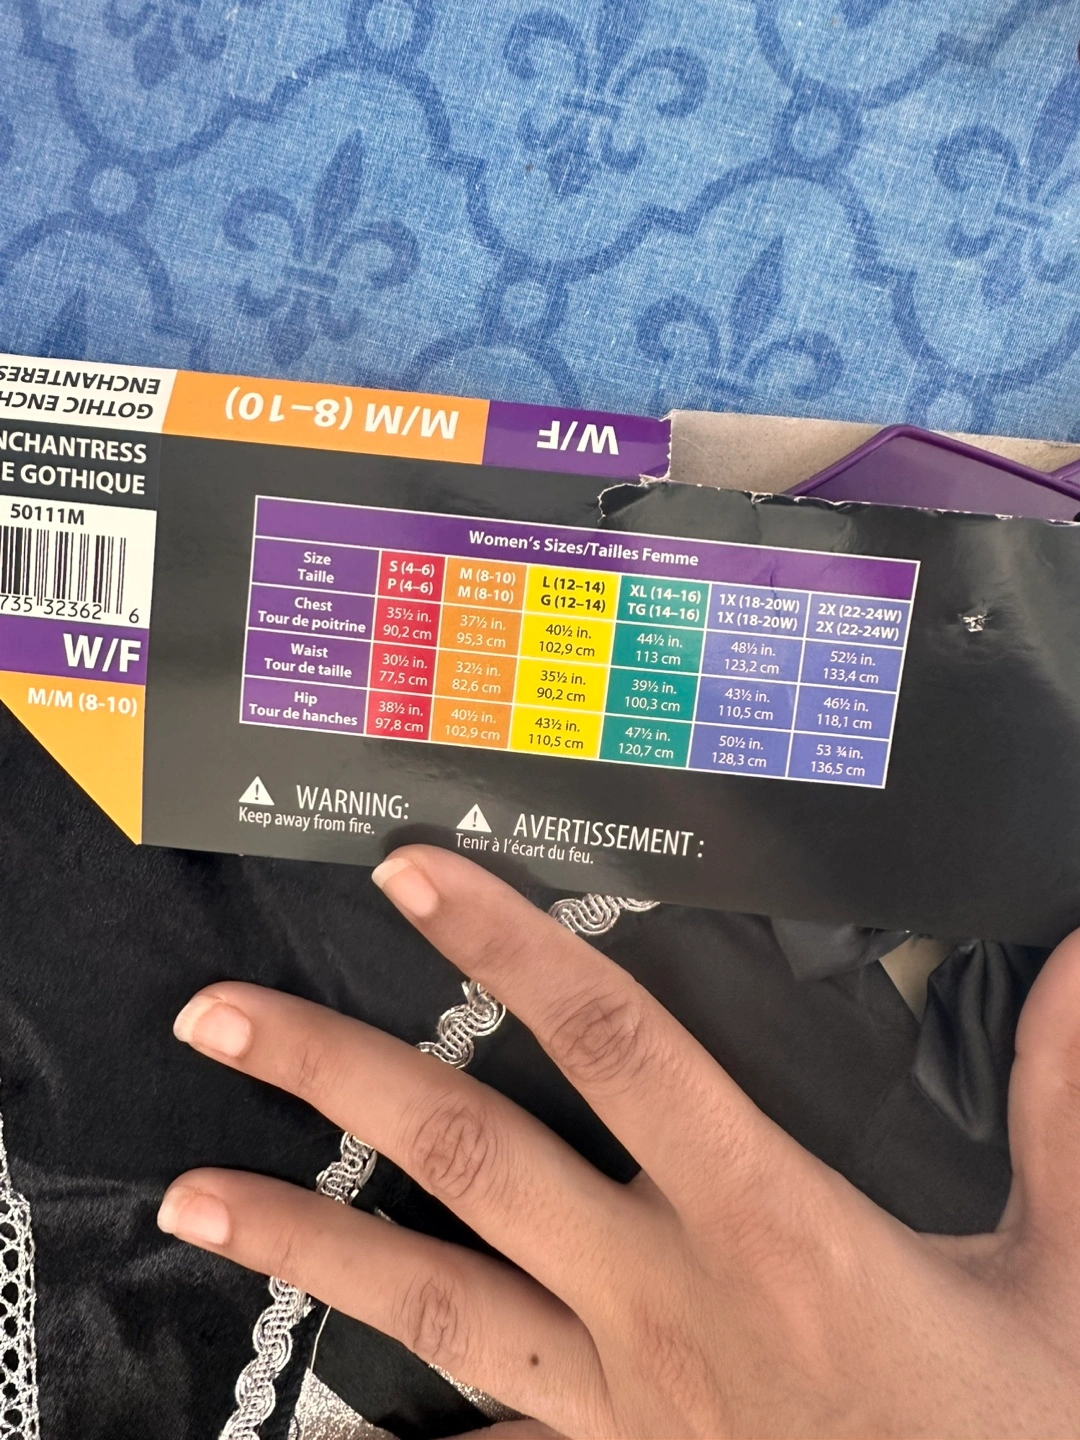 GOTHIC ENCH
ENCHANTERES
M/M (8–10)
W/F
NCHANTRESS
E GOTHIQUE
50111M
735 32362 6
W/F
M/M (8-10)
Women's Sizes/Tailles Femme
Size S (4–6) M (8-10) L (12–14) XL (14–16) 1X (18-20W) 2X (22-24W)
Taille P (4–6) M (8-10) G (12–14) TG (14–16) 1X (18-20W) 2X (22-24W)
Chest 35½ in. 37½ in. 40½ in. 44½ in. 48½ in. 52½ in.
Tour de poitrine 90,2 cm 95,3 cm 102,9 cm 113 cm 123,2 cm 133,4 cm
Waist 30½ in. 32½ in. 35½ in. 39½ in. 43½ in. 46½ in.
Tour de taille 77,5 cm 82,6 cm 90,2 cm 100,3 cm 110,5 cm 118,1 cm
Hip 38½ in. 40½ in. 43½ in. 47½ in. 50½ in. 53 ¾ in.
Tour de hanches 97,8 cm 102,9 cm 110,5 cm 120,7 cm 128,3 cm 136,5 cm
WARNING:
Keep away from fire.
AVERTISSEMENT :
Tenir à l'écart du feu.